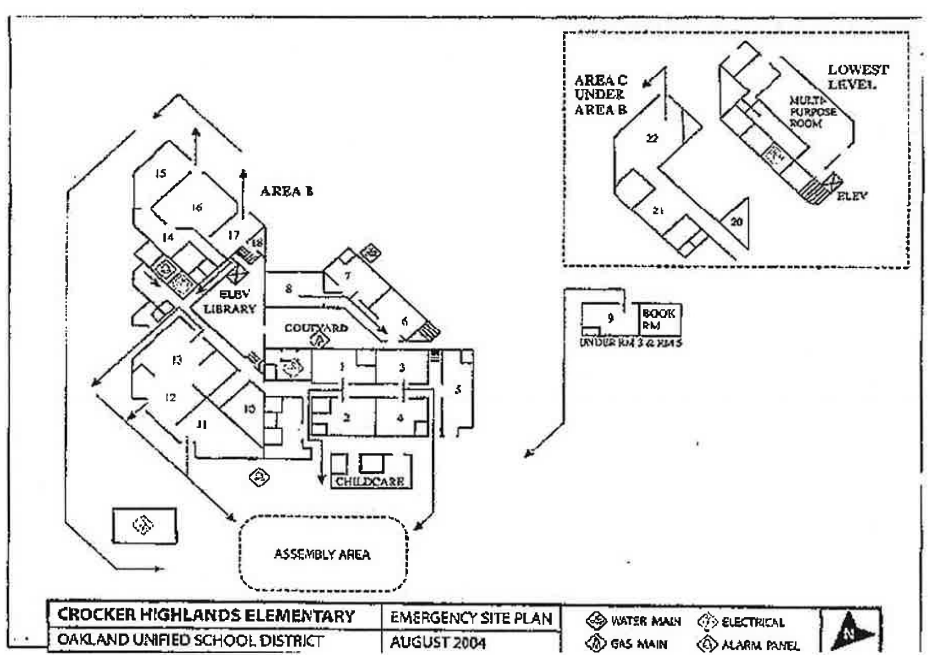 AREA C
UNDER
AREA B
LOWEST
LEVEL
MULTI-
PURPOSE
ROOM
22
21
20
ELEV
15
16
14
17
18
AREA B
ELEV
LIBRARY
7
8
6
COUTYARD
9
BOOK
RM
UNDER RM 3 & RM 5
13
12
11
10
1
3
5
2
4
CHILDCARE
ASSEMBLY AREA
CROCKER HIGHLANDS ELEMENTARY
EMERGENCY SITE PLAN
OAKLAND UNIFIED SCHOOL DISTRICT
AUGUST 2004
WATER MAIN
ELECTRICAL
GAS MAIN
ALARM PANEL
N